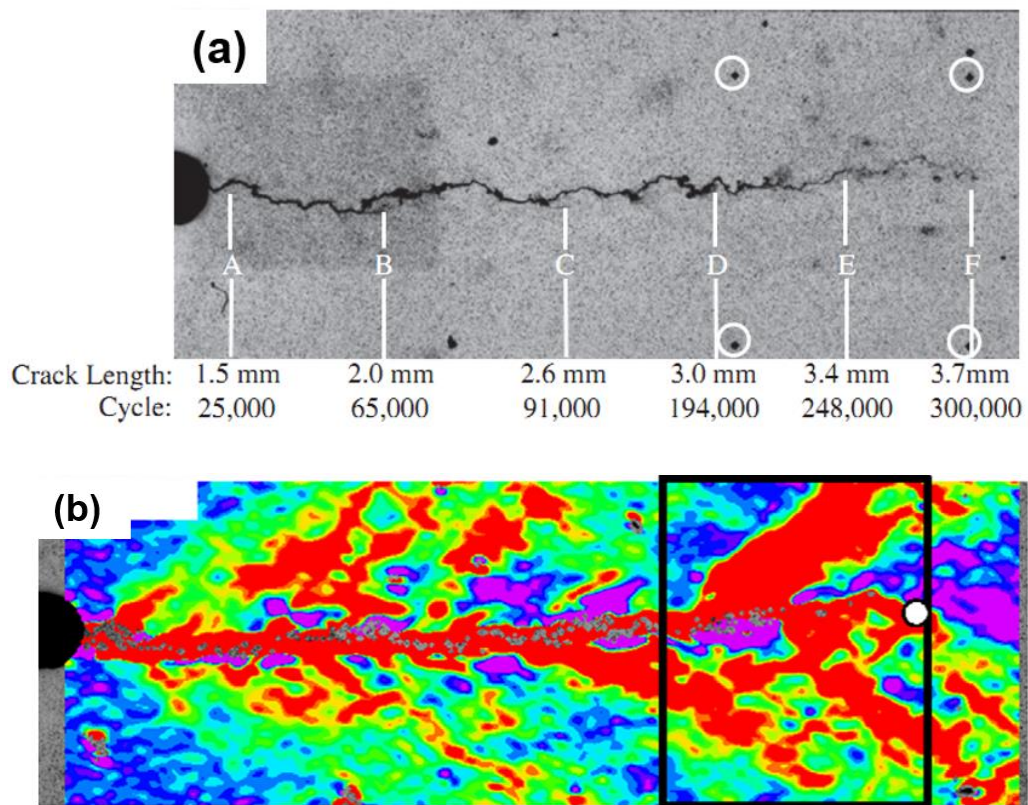 (a)
A B C D E F
Crack Length: 1.5 mm 2.0 mm 2.6 mm 3.0 mm 3.4 mm 3.7mm
Cycle: 25,000 65,000 91,000 194,000 248,000 300,000
(b)